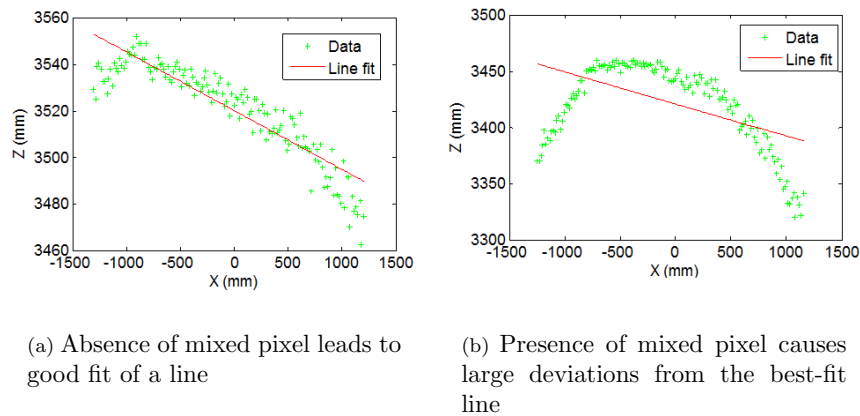 3560
3540
3520
3500
3480
3460
Z (mm)
-1500 -1000 -500 0 500 1000 1500
X (mm)
Data
Line fit
3500
3450
3400
3350
3300
Z (mm)
-1500 -1000 -500 0 500 1000 1500
X (mm)
Data
Line fit
(a) Absence of mixed pixel leads to
good fit of a line
(b) Presence of mixed pixel causes
large deviations from the best-fit
line